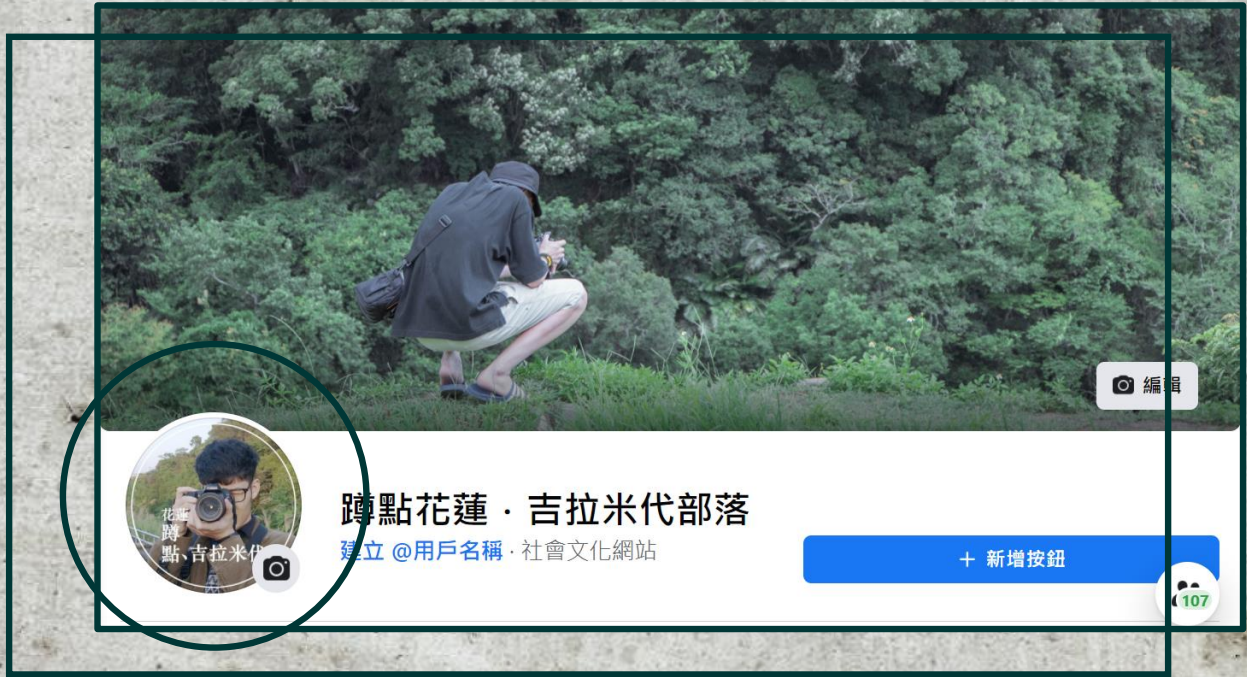 編輯
花蓮
蹲
點、吉拉米代
蹲點花蓮·吉拉米代部落
建立 @用戶名稱 · 社會文化網站
+ 新增按鈕
107